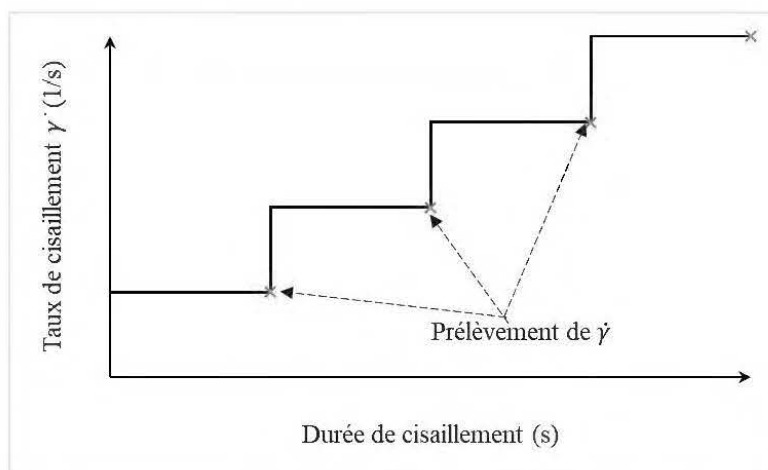 Taux de cisaillement γ̇ (1/s)
Prélèvement de γ̇
Durée de cisaillement (s)